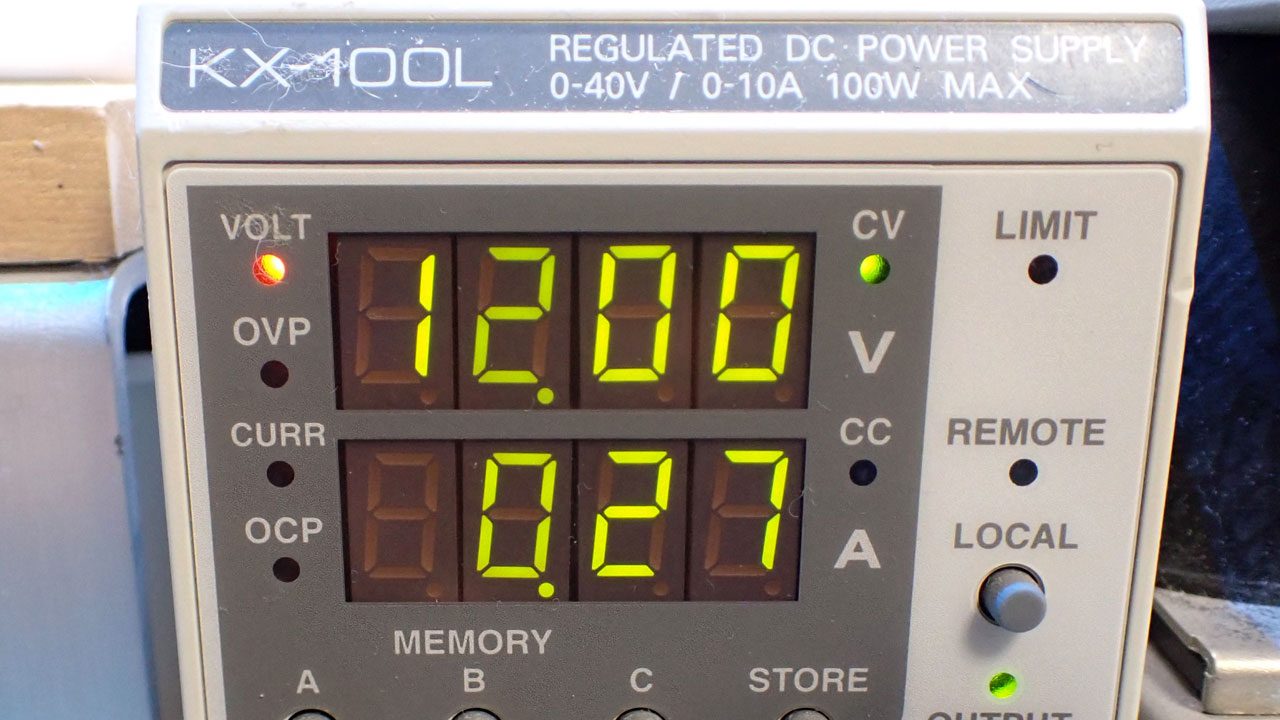 KX-100L
REGULATED DC POWER SUPPLY
0-40V / 0-10A 100W MAX
VOLT
12.00
CV
LIMIT
OVP
V
CURR
0.27
CC
REMOTE
OCP
A
LOCAL
MEMORY
A B C STORE
OUTPUT